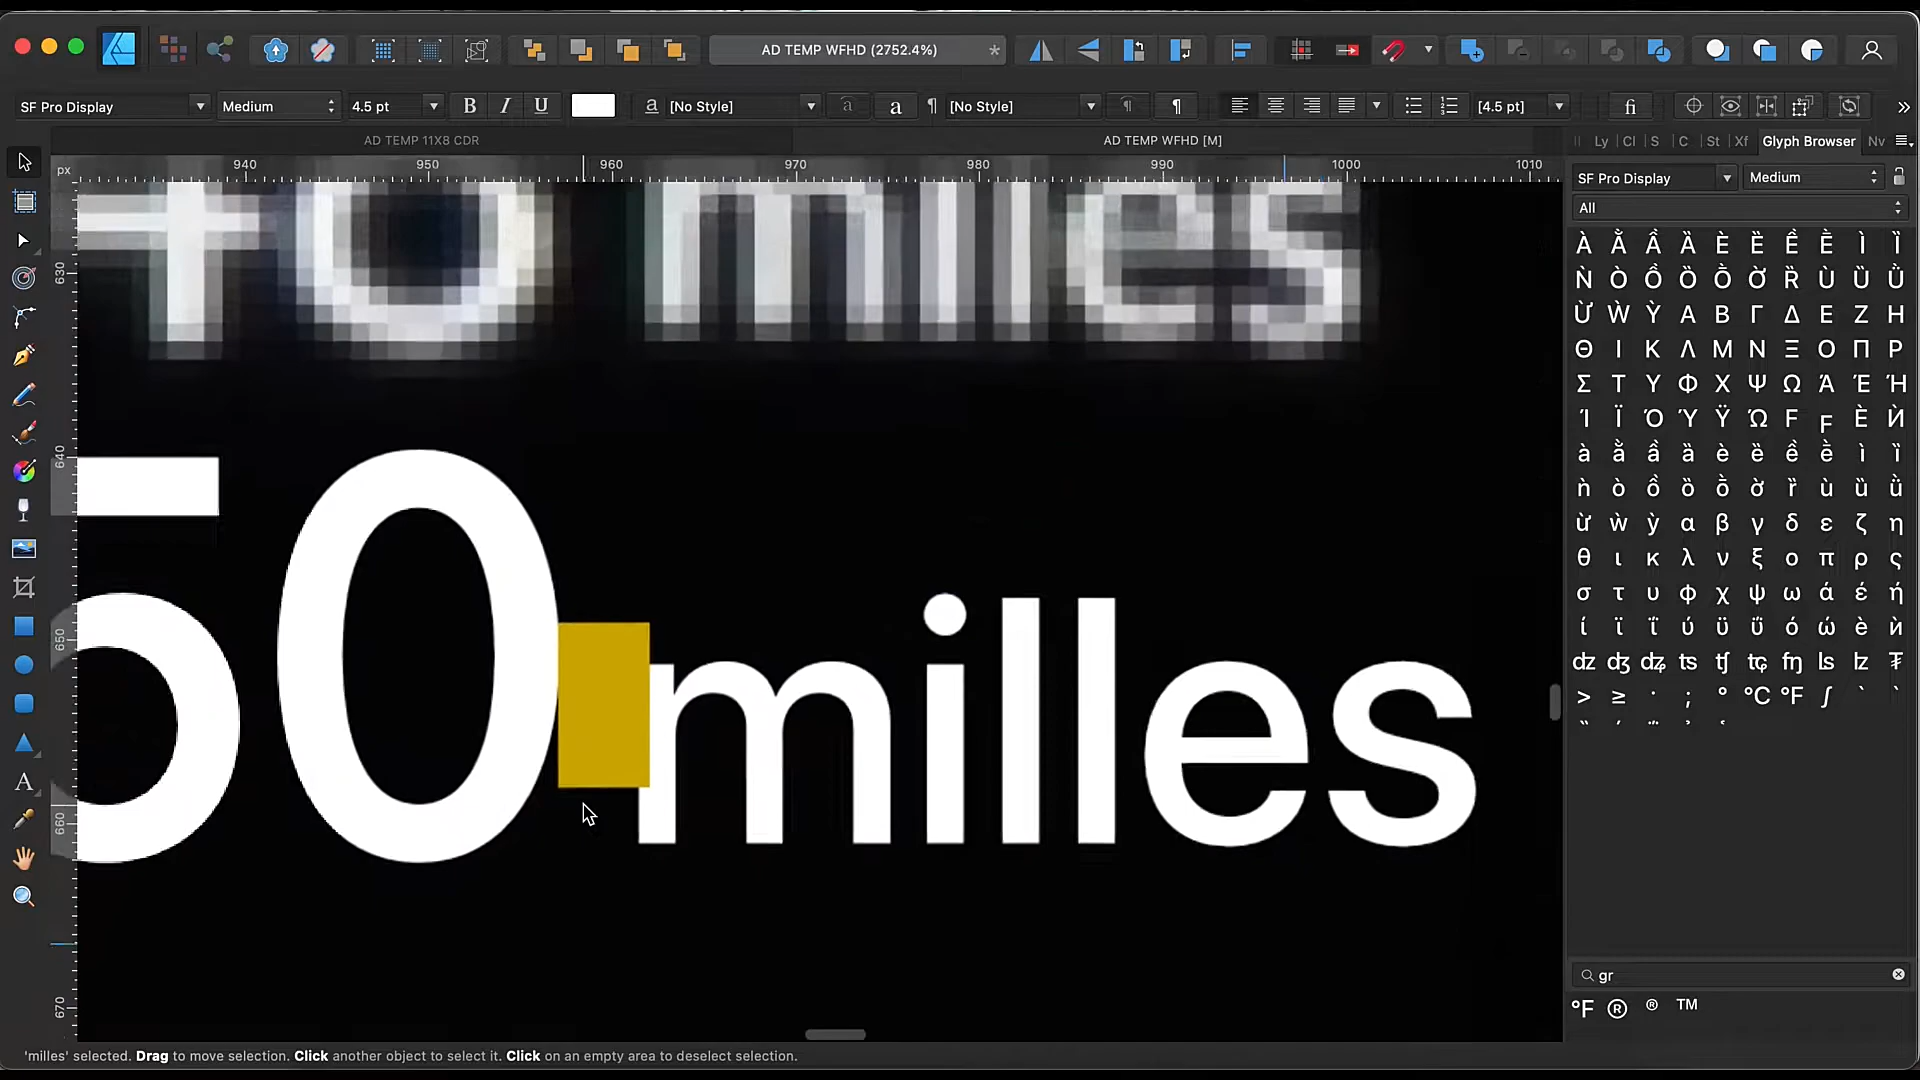 AD TEMP WFHD (2752.4%) *
SF Pro Display Medium 4.5 pt B I U a [No Style] a a ¶ [No Style] ¶ ¶ [4.5 pt] fi »
AD TEMP 11X8 CDR AD TEMP WFHD [M] Ly Cl S C St Xf Glyph Browser Nv
px 940 950 960 970 980 990 1000 1010
SF Pro Display Medium
All
630 640 650 660 670
40 miles
50 milles
À Ằ Ầ Ȁ È Ḕ Ề Ȅ Ì Ȉ
Ǹ Ò Ồ Ȍ Ờ Ȑ Ù Ȕ Ǜ
Ừ Ẁ Ỳ Α Β Γ Δ Ε Ζ Η
Θ Ι Κ Λ Μ Ν Ξ Ο Π Ρ
Σ Τ Υ Φ Χ Ψ Ω Ά Έ Ή
Ί Ϊ Ό Ύ Ϋ Ώ F È Ѝ
à ằ ầ ȁ è ḕ ề ì ȉ
ǹ ò ồ ȍ ờ ȑ ù ȕ ǜ
ừ ẁ ỳ α β γ δ ε ζ η
θ ι κ λ ν ξ ο π ρ ς
σ τ υ φ χ ψ ω ά έ ή
ί ϊ ΐ ύ ϋ ΰ ό ώ è ѝ
ʣ ʤ ʥ ʦ ʧ ʨ ʩ ʪ ʫ ₮
> ≥ · ; ° °C °F ∫ ` `
gr
°F ® ® ™
'milles' selected. Drag to move selection. Click another object to select it. Click on an empty area to deselect selection.